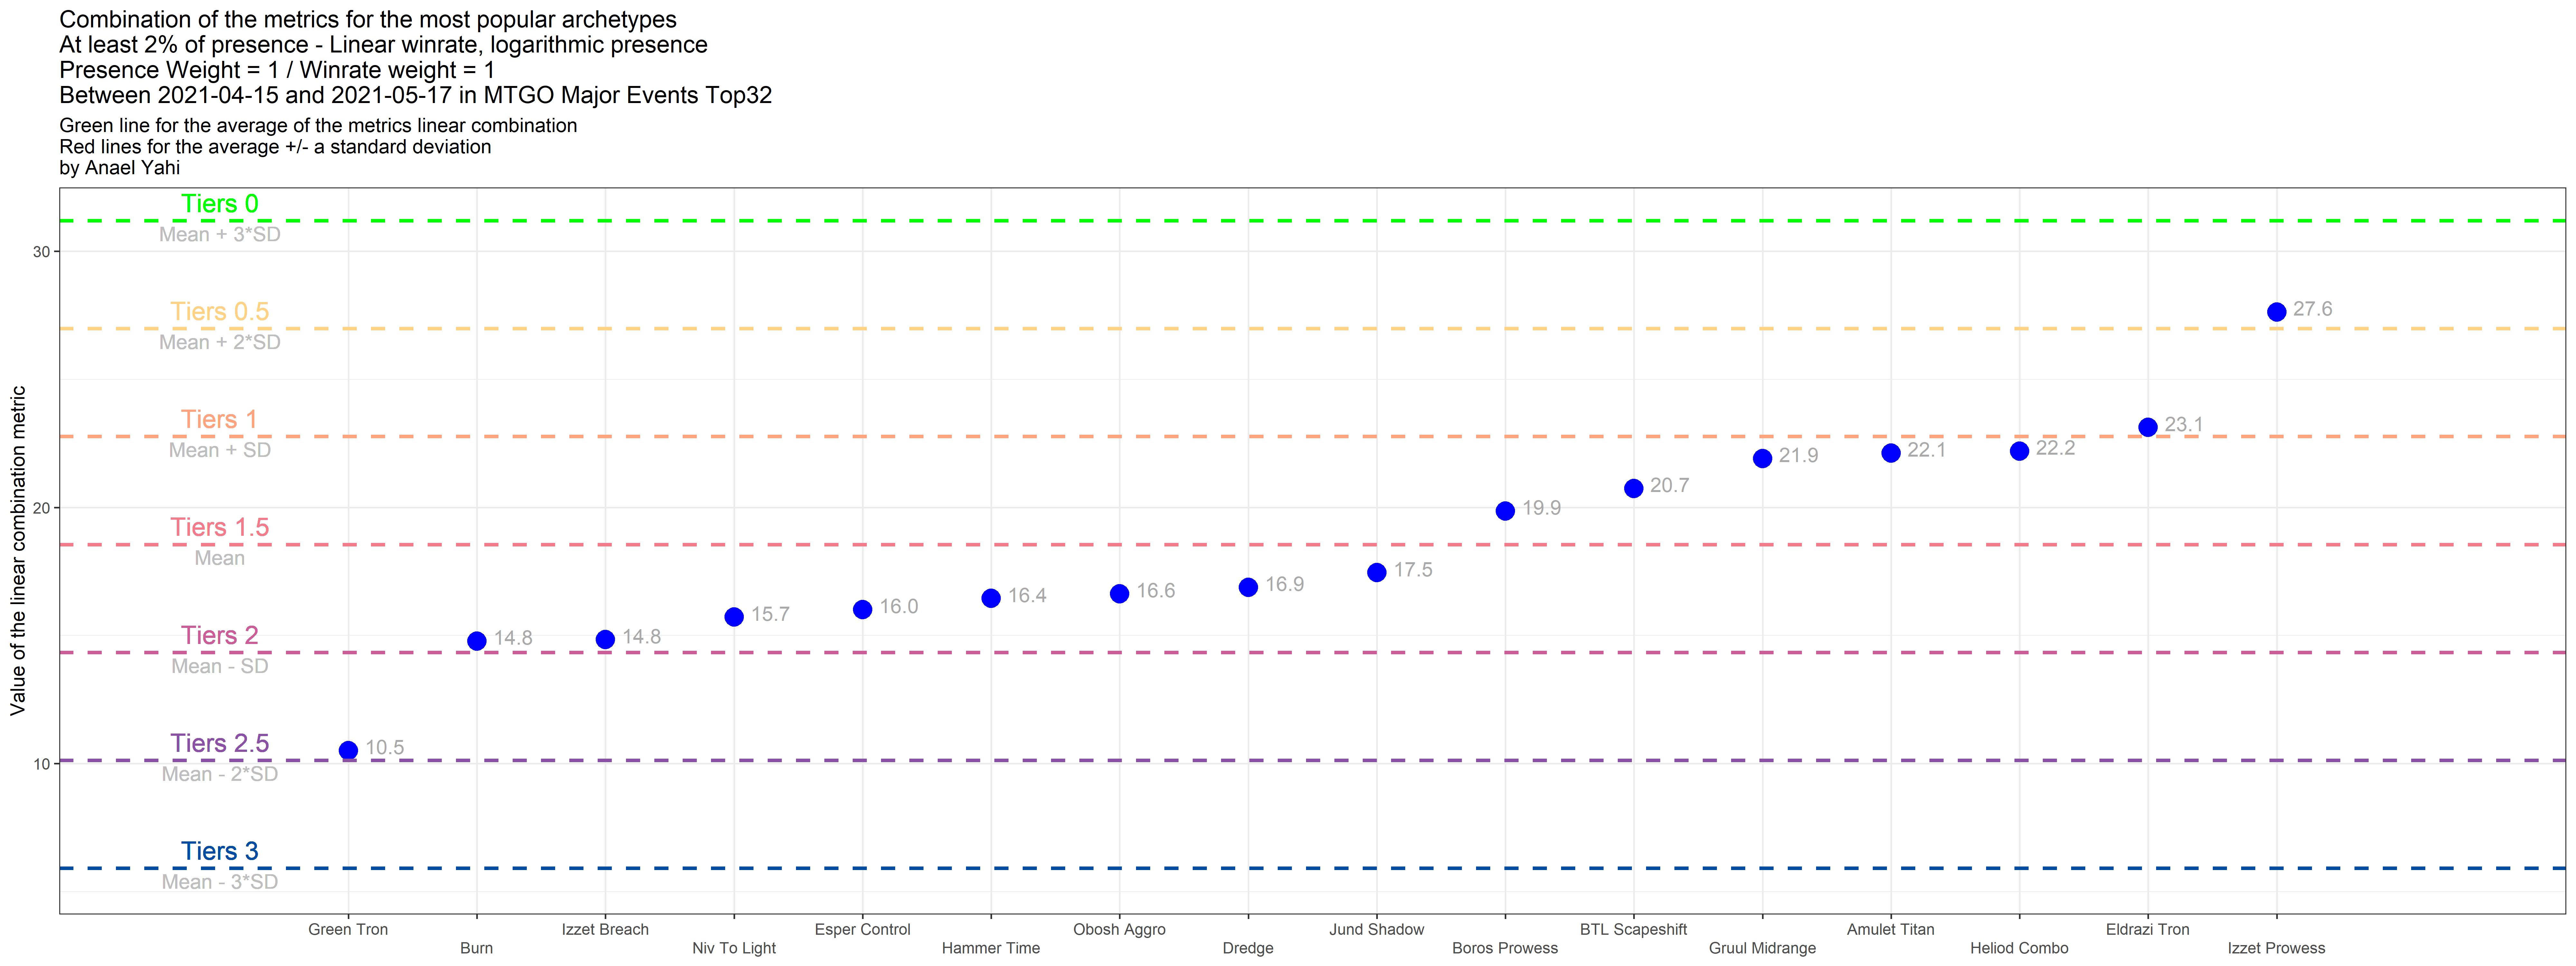 Combination of the metrics for the most popular archetypes
At least 2% of presence - Linear winrate, logarithmic presence
Presence Weight = 1 / Winrate weight = 1
Between 2021-04-15 and 2021-05-17 in MTGO Major Events Top32
Green line for the average of the metrics linear combination
Red lines for the average +/- a standard deviation
by Anael Yahi
Value of the linear combination metric
30
20
10
Tiers 0
Mean + 3*SD
Tiers 0.5
Mean + 2*SD
Tiers 1
Mean + SD
Tiers 1.5
Mean
Tiers 2
Mean - SD
Tiers 2.5
Mean - 2*SD
Tiers 3
Mean - 3*SD
10.5
14.8
14.8
15.7
16.0
16.4
16.6
16.9
17.5
19.9
20.7
21.9
22.1
22.2
23.1
27.6
Green Tron
Burn
Izzet Breach
Niv To Light
Esper Control
Hammer Time
Obosh Aggro
Dredge
Jund Shadow
Boros Prowess
BTL Scapeshift
Gruul Midrange
Amulet Titan
Heliod Combo
Eldrazi Tron
Izzet Prowess